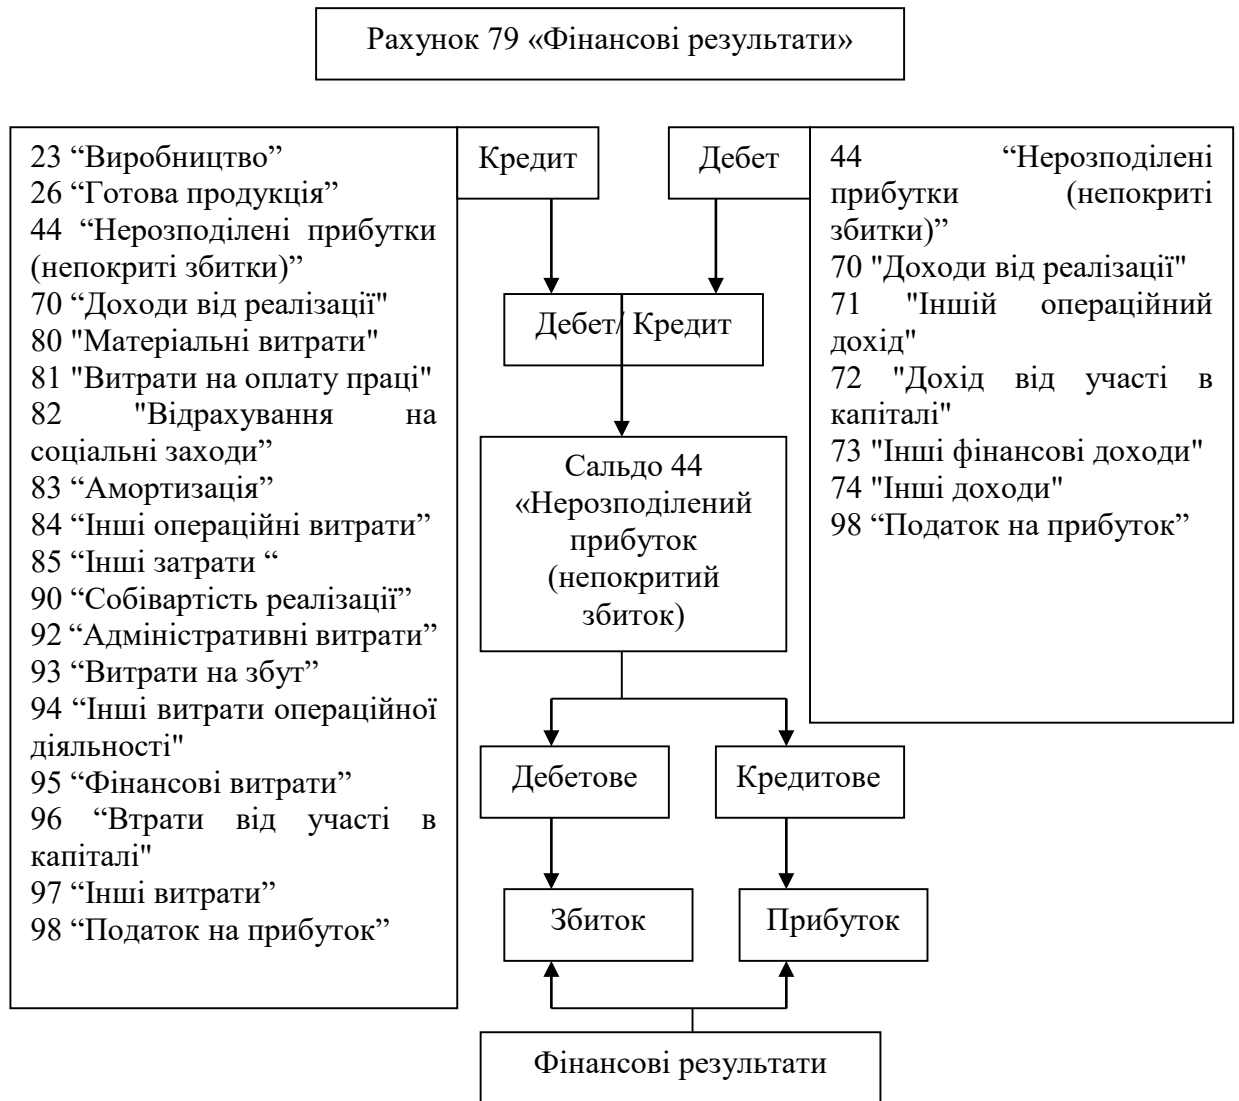 Рахунок 79 «Фінансові результати»
23 “Виробництво”
26 “Готова продукція”
44 “Нерозподілені прибутки
(непокриті збитки)”
70 “Доходи від реалізації"
80 "Матеріальні витрати"
81 "Витрати на оплату праці"
82 "Відрахування на
соціальні заходи”
83 “Амортизація”
84 “Інші операційні витрати”
85 “Інші затрати “
90 “Собівартість реалізації”
92 “Адміністративні витрати”
93 “Витрати на збут”
94 “Інші витрати операційної
діяльності"
95 “Фінансові витрати”
96 “Втрати від участі в
капіталі"
97 “Інші витрати”
98 “Податок на прибуток”
Кредит
Дебет
Дебет/ Кредит
Сальдо 44
«Нерозподілений
прибуток
(непокритий
збиток)
Дебетове
Кредитове
Збиток
Прибуток
Фінансові результати
44 “Нерозподілені
прибутки (непокриті
збитки)”
70 "Доходи від реалізації"
71 "Іншій операційний
дохід"
72 "Дохід від участі в
капіталі"
73 "Інші фінансові доходи"
74 "Інші доходи"
98 “Податок на прибуток”